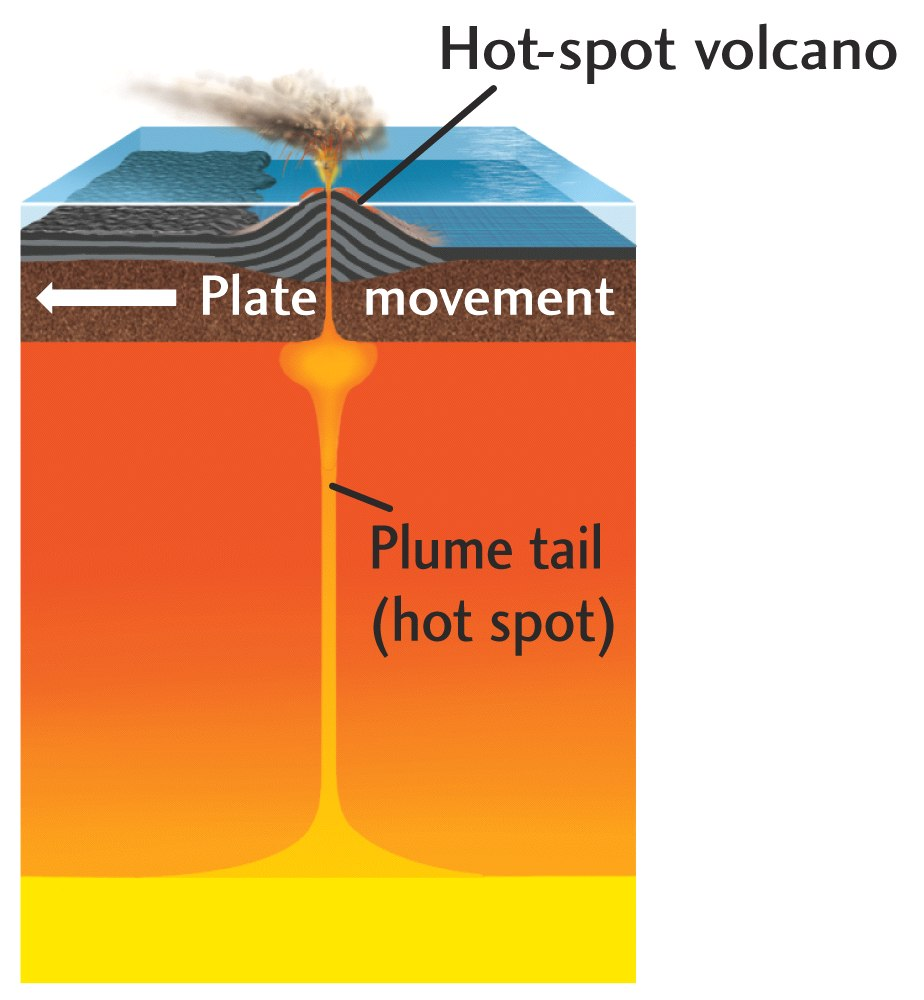 Hot-spot volcano
Plate movement
Plume tail
(hot spot)